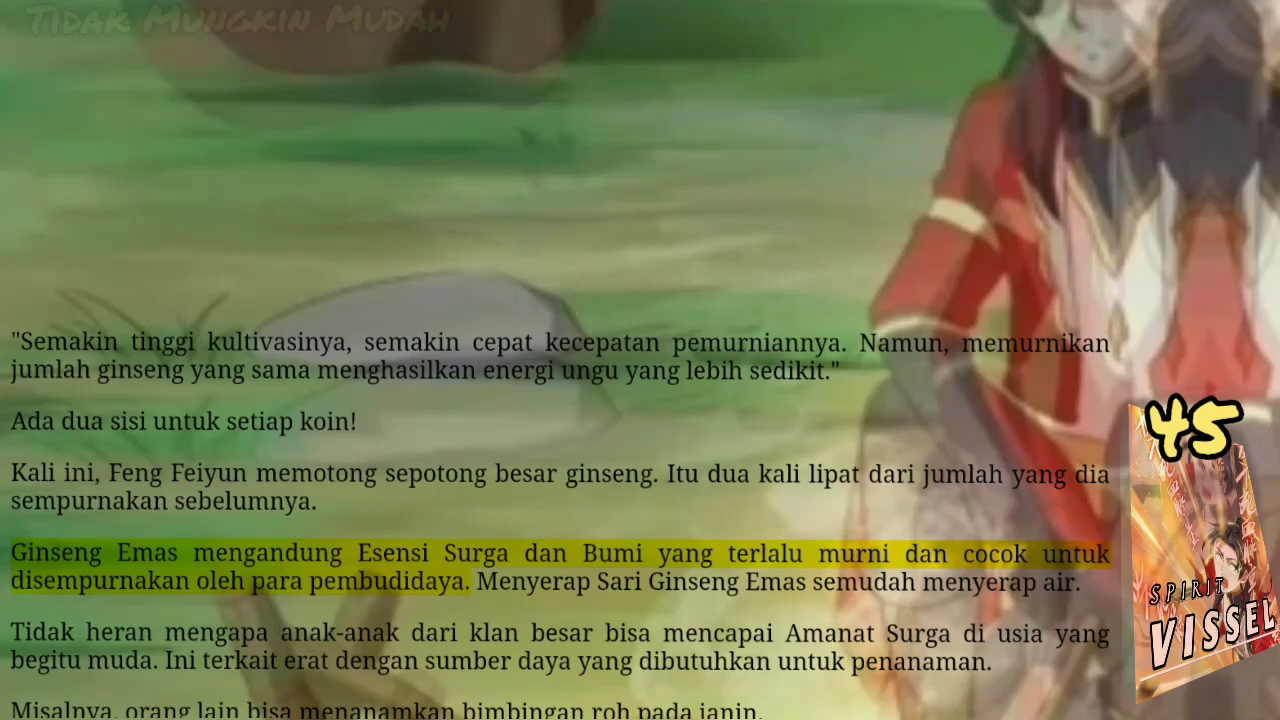 Tidak Mungkin Mudah
"Semakin tinggi kultivasinya, semakin cepat kecepatan pemurniannya. Namun, memurnikan
jumlah ginseng yang sama menghasilkan energi ungu yang lebih sedikit."
Ada dua sisi untuk setiap koin!
Kali ini, Feng Feiyun memotong sepotong besar ginseng. Itu dua kali lipat dari jumlah yang dia
sempurnakan sebelumnya.
Ginseng Emas mengandung Esensi Surga dan Bumi yang terlalu murni dan cocok untuk
disempurnakan oleh para pembudidaya. Menyerap Sari Ginseng Emas semudah menyerap air.
Tidak heran mengapa anak-anak dari klan besar bisa mencapai Amanat Surga di usia yang
begitu muda. Ini terkait erat dengan sumber daya yang dibutuhkan untuk penanaman.
Misalnya, orang lain bisa menanamkan bimbingan roh pada janin.
45
SPIRIT
VISSEL